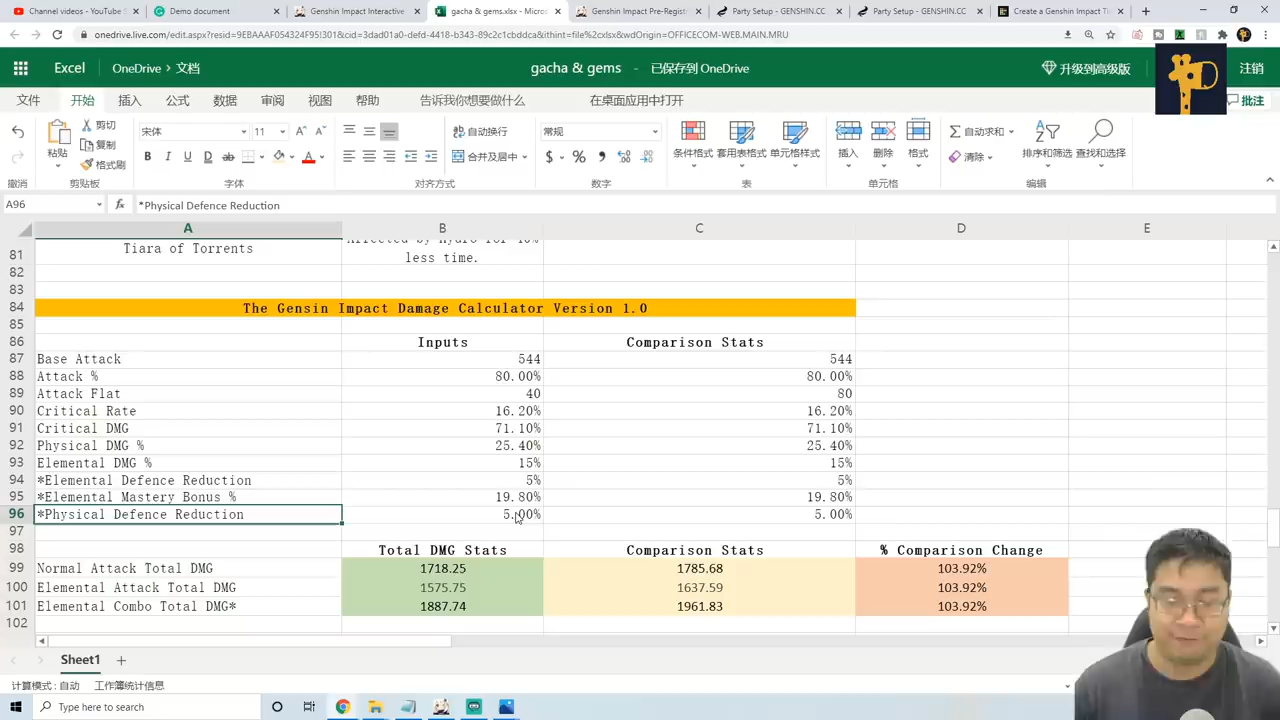 Channel videos - YouTube
Demo document
Genshin Impact Interactive
gacha & gems.xlsx - Micros
Genshin Impact Pre-Registr
Party Setup - GENSHIN.CC
Party Setup - GENSHIN.CC
Create a Genshin Impact Ti
onedrive.live.com/edit.aspx?resid=9EBAAAF054324F95!301&cid=3dad01a0-defd-4418-b343-89c2c1cbddca&ithint=file%2cxlsx&wdOrigin=OFFICECOM-WEB.MAIN.MRU
Excel OneDrive › 文档 gacha & gems - 已保存到 OneDrive 升级到高级版 注销
文件 开始 插入 公式 数据 审阅 视图 帮助 告诉我你想要做什么 在桌面应用中打开 批注
粘贴 剪切 复制 格式刷
宋体 11
B I U D ab A
自动换行
合并及居中
常规
$ % ,
条件格式 套用表格式 单元格样式 插入 删除 格式
自动求和
清除
排序和筛选 查找和选择
撤消 剪贴板 字体 对齐方式 数字 表 单元格 编辑
A96 fx *Physical Defence Reduction
A B C D E
Affected by Hydro for 40%
81 Tiara of Torrents less time.
82
83
84 The Gensin Impact Damage Calculator Version 1.0
85
86 Inputs Comparison Stats
87 Base Attack 544 544
88 Attack % 80.00% 80.00%
89 Attack Flat 40 80
90 Critical Rate 16.20% 16.20%
91 Critical DMG 71.10% 71.10%
92 Physical DMG % 25.40% 25.40%
93 Elemental DMG % 15% 15%
94 *Elemental Defence Reduction 5% 5%
95 *Elemental Mastery Bonus % 19.80% 19.80%
96 *Physical Defence Reduction 5.00% 5.00%
97
98 Total DMG Stats Comparison Stats % Comparison Change
99 Normal Attack Total DMG 1718.25 1785.68 103.92%
100 Elemental Attack Total DMG 1575.75 1637.59 103.92%
101 Elemental Combo Total DMG* 1887.74 1961.83 103.92%
102
Sheet1
计算模式: 自动 工作簿统计信息
Type here to search